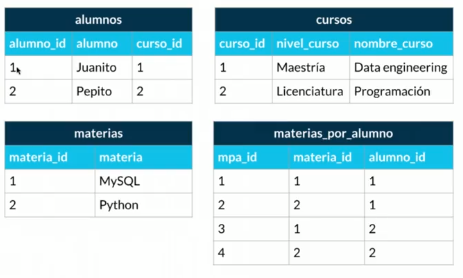 alumnos
alumno_id alumno curso_id
1 Juanito 1
2 Pepito 2
cursos
curso_id nivel_curso nombre_curso
1 Maestría Data engineering
2 Licenciatura Programación
materias
materia_id materia
1 MySQL
2 Python
materias_por_alumno
mpa_id materia_id alumno_id
1 1 1
2 2 1
3 1 2
4 2 2